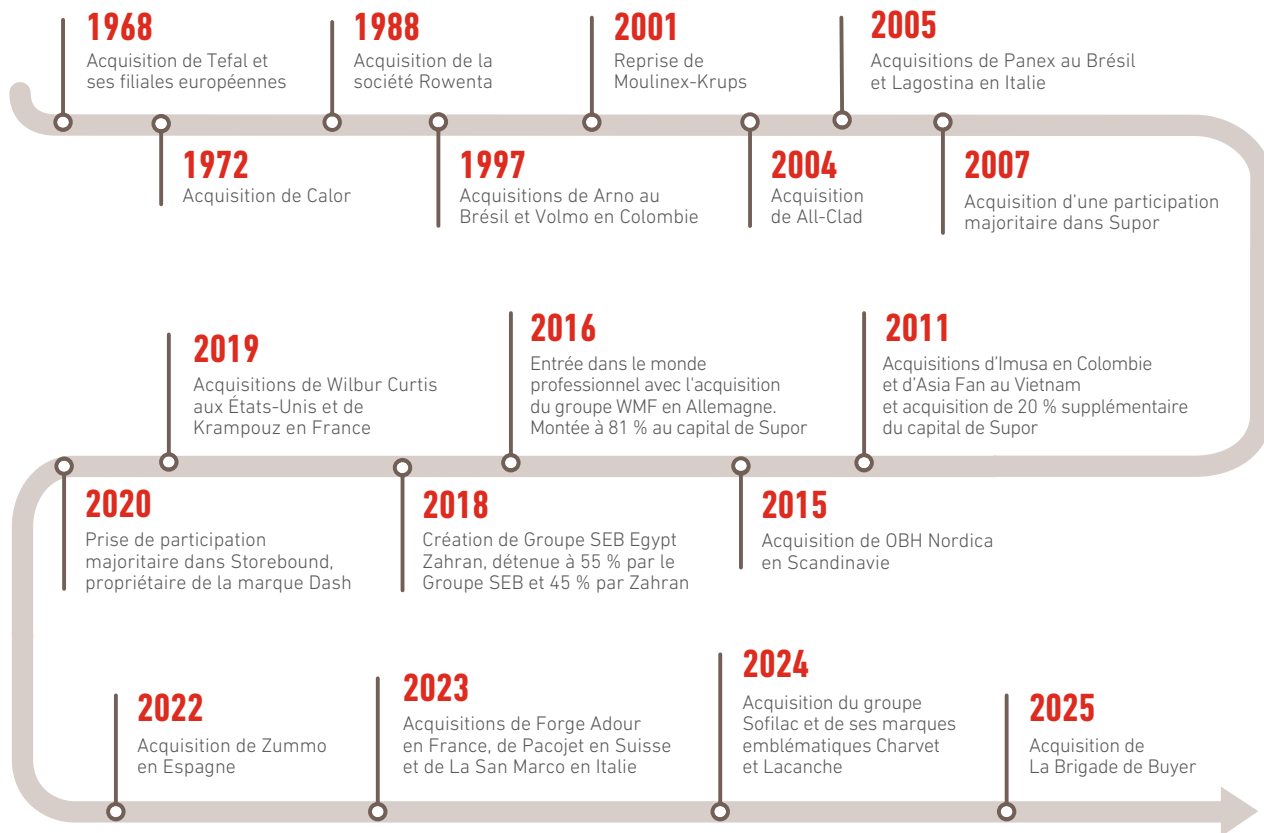 1968
Acquisition de Tefal et
ses filiales européennes
1972
Acquisition de Calor
1988
Acquisition de la
société Rowenta
1997
Acquisitions de Arno au
Brésil et Volmo en Colombie
2001
Reprise de
Moulinex-Krups
2004
Acquisition
de All-Clad
2005
Acquisitions de Panex au Brésil
et Lagostina en Italie
2007
Acquisition d’une participation
majoritaire dans Supor
2011
Acquisitions d’Imusa en Colombie
et d’Asia Fan au Vietnam
et acquisition de 20 % supplémentaire
du capital de Supor
2015
Acquisition de OBH Nordica
en Scandinavie
2016
Entrée dans le monde
professionnel avec l’acquisition
du groupe WMF en Allemagne.
Montée à 81 % au capital de Supor
2018
Création de Groupe SEB Egypt
Zahran, détenue à 55 % par le
Groupe SEB et 45 % par Zahran
2019
Acquisitions de Wilbur Curtis
aux États-Unis et de
Krampouz en France
2020
Prise de participation
majoritaire dans Storebound,
propriétaire de la marque Dash
2022
Acquisition de Zummo
en Espagne
2023
Acquisitions de Forge Adour
en France, de Pacojet en Suisse
et de La San Marco en Italie
2024
Acquisition du groupe
Sofilac et de ses marques
emblématiques Charvet
et Lacanche
2025
Acquisition de
La Brigade de Buyer